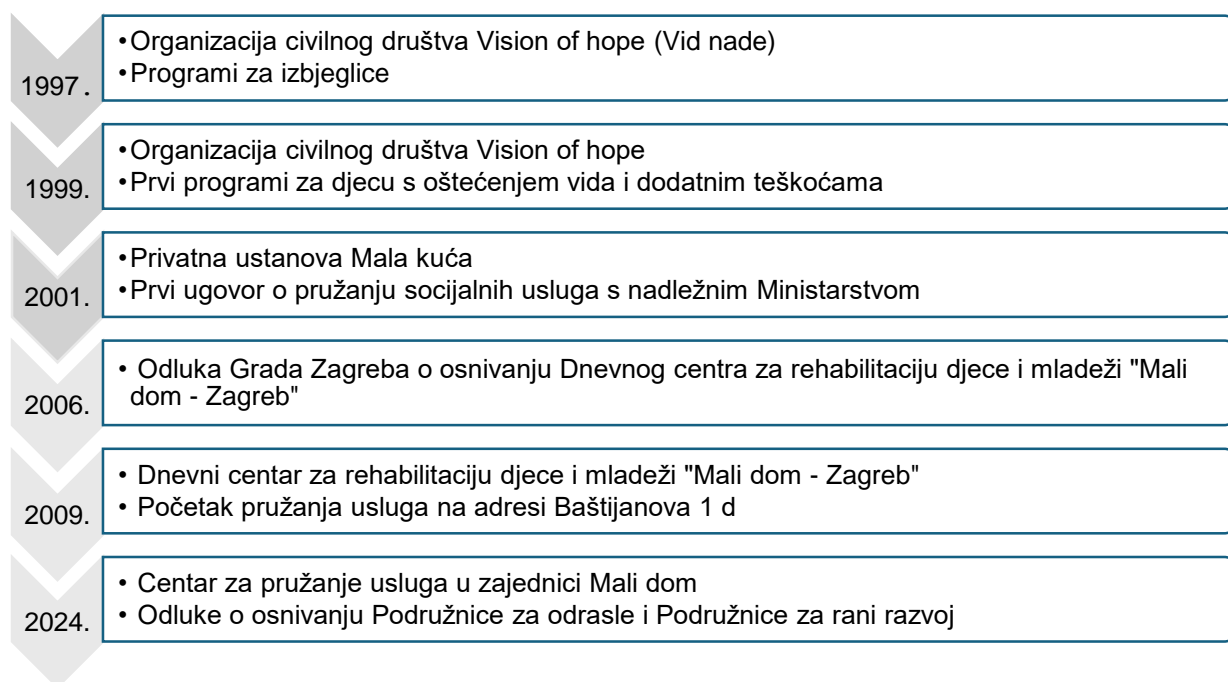 1997.
•Organizacija civilnog društva Vision of hope (Vid nade)
•Programi za izbjeglice
1999.
•Organizacija civilnog društva Vision of hope
•Prvi programi za djecu s oštećenjem vida i dodatnim teškoćama
2001.
•Privatna ustanova Mala kuća
•Prvi ugovor o pružanju socijalnih usluga s nadležnim Ministarstvom
2006.
• Odluka Grada Zagreba o osnivanju Dnevnog centra za rehabilitaciju djece i mladeži "Mali
dom - Zagreb"
2009.
• Dnevni centar za rehabilitaciju djece i mladeži "Mali dom - Zagreb"
• Početak pružanja usluga na adresi Baštijanova 1 d
2024.
• Centar za pružanje usluga u zajednici Mali dom
• Odluke o osnivanju Podružnice za odrasle i Podružnice za rani razvoj